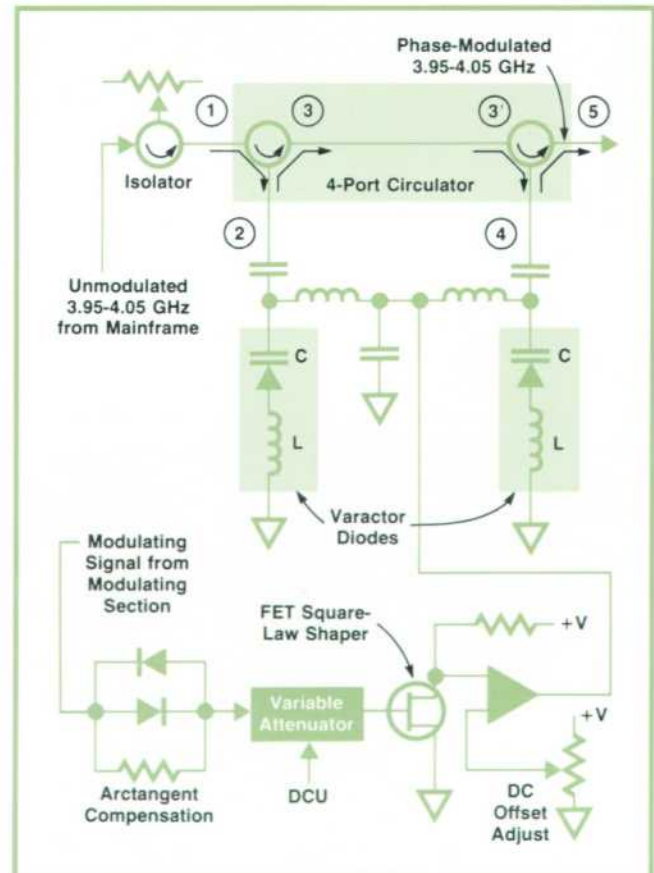 Phase-Modulated
3.95-4.05 GHz
1
3
3'
5
Isolator
4-Port Circulator
2
4
Unmodulated
3.95-4.05 GHz
from Mainframe
C
C
L
L
Varactor
Diodes
Modulating
Signal from
Modulating
Section
FET Square-
Law Shaper
+V
Variable
Attenuator
+V
Arctangent
Compensation
DCU
DC
Offset
Adjust